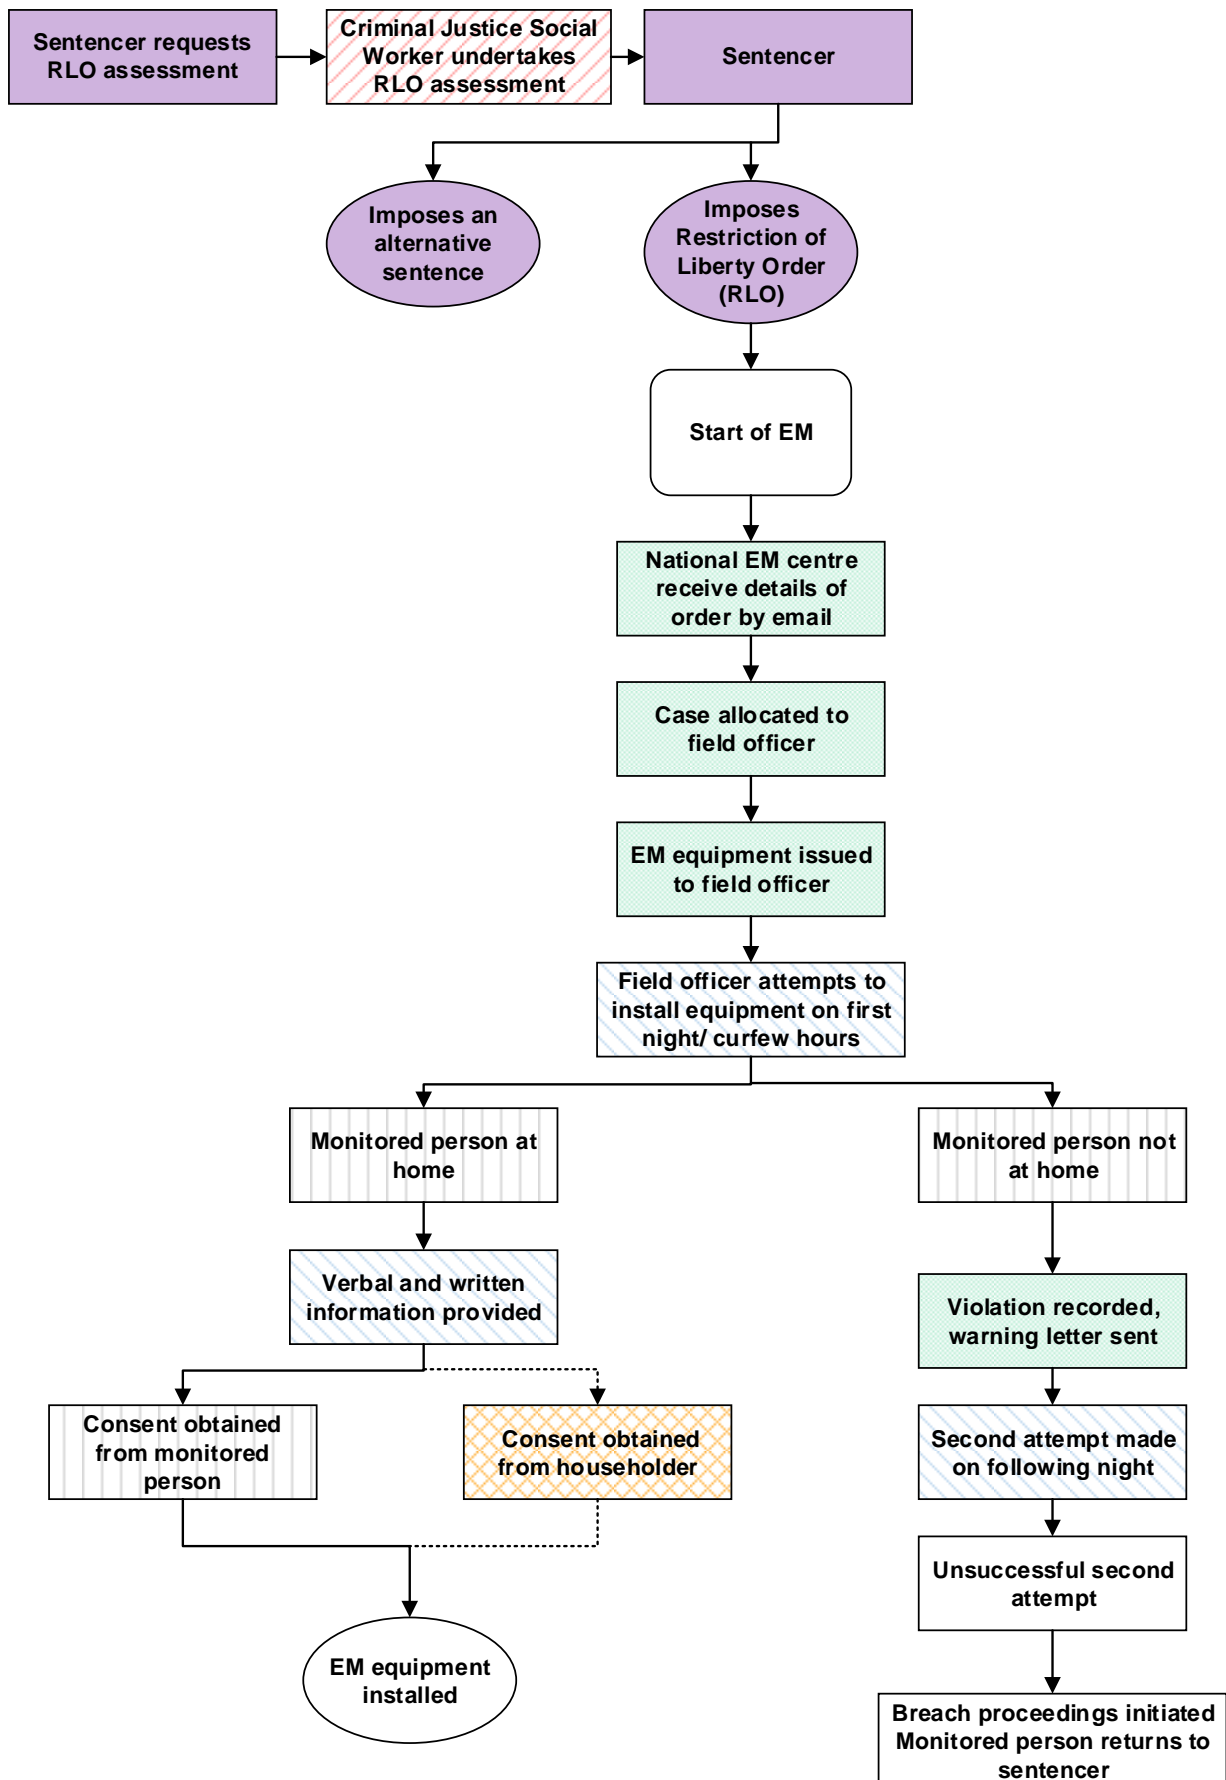 Sentencer requests
RLO assessment
Criminal Justice Social
Worker undertakes
RLO assessment
Sentencer
Imposes an
alternative
sentence
Imposes
Restriction of
Liberty Order
(RLO)
Start of EM
National EM centre
receive details of
order by email
Case allocated to
field officer
EM equipment issued
to field officer
Field officer attempts to
install equipment on first
night/ curfew hours
Monitored person at
home
Monitored person not
at home
Verbal and written
information provided
Violation recorded,
warning letter sent
Consent obtained
from monitored
person
Consent obtained
from householder
Second attempt made
on following night
Unsuccessful second
attempt
EM equipment
installed
Breach proceedings initiated
Monitored person returns to
sentencer